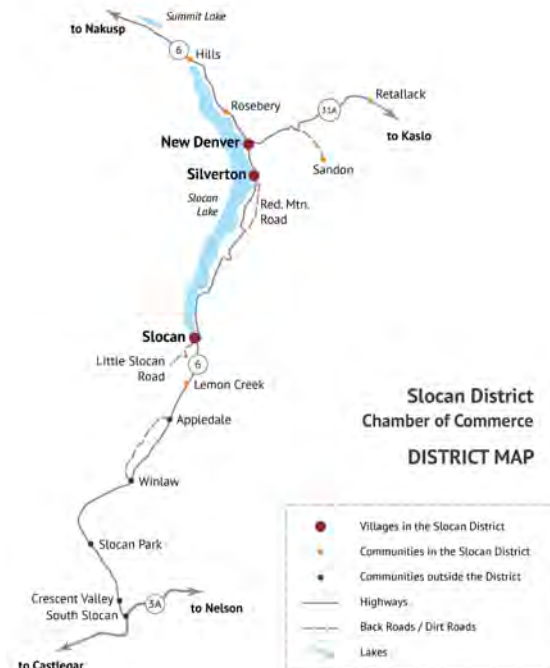 Summit Lake
to Nakusp
6
Hills
Retallack
31A
Rosebery
to Kaslo
New Denver
Sandon
Silverton
Slocan
Lake
Red. Mtn.
Road
Slocan
Little Slocan
Road
6
Lemon Creek
Slocan District
Chamber of Commerce
DISTRICT MAP
Appledale
Winlaw
Villages in the Slocan District
Communities in the Slocan District
Communities outside the District
Highways
Back Roads / Dirt Roads
Lakes
Slocan Park
Crescent Valley
South Slocan
3A
to Nelson
to Castlegar